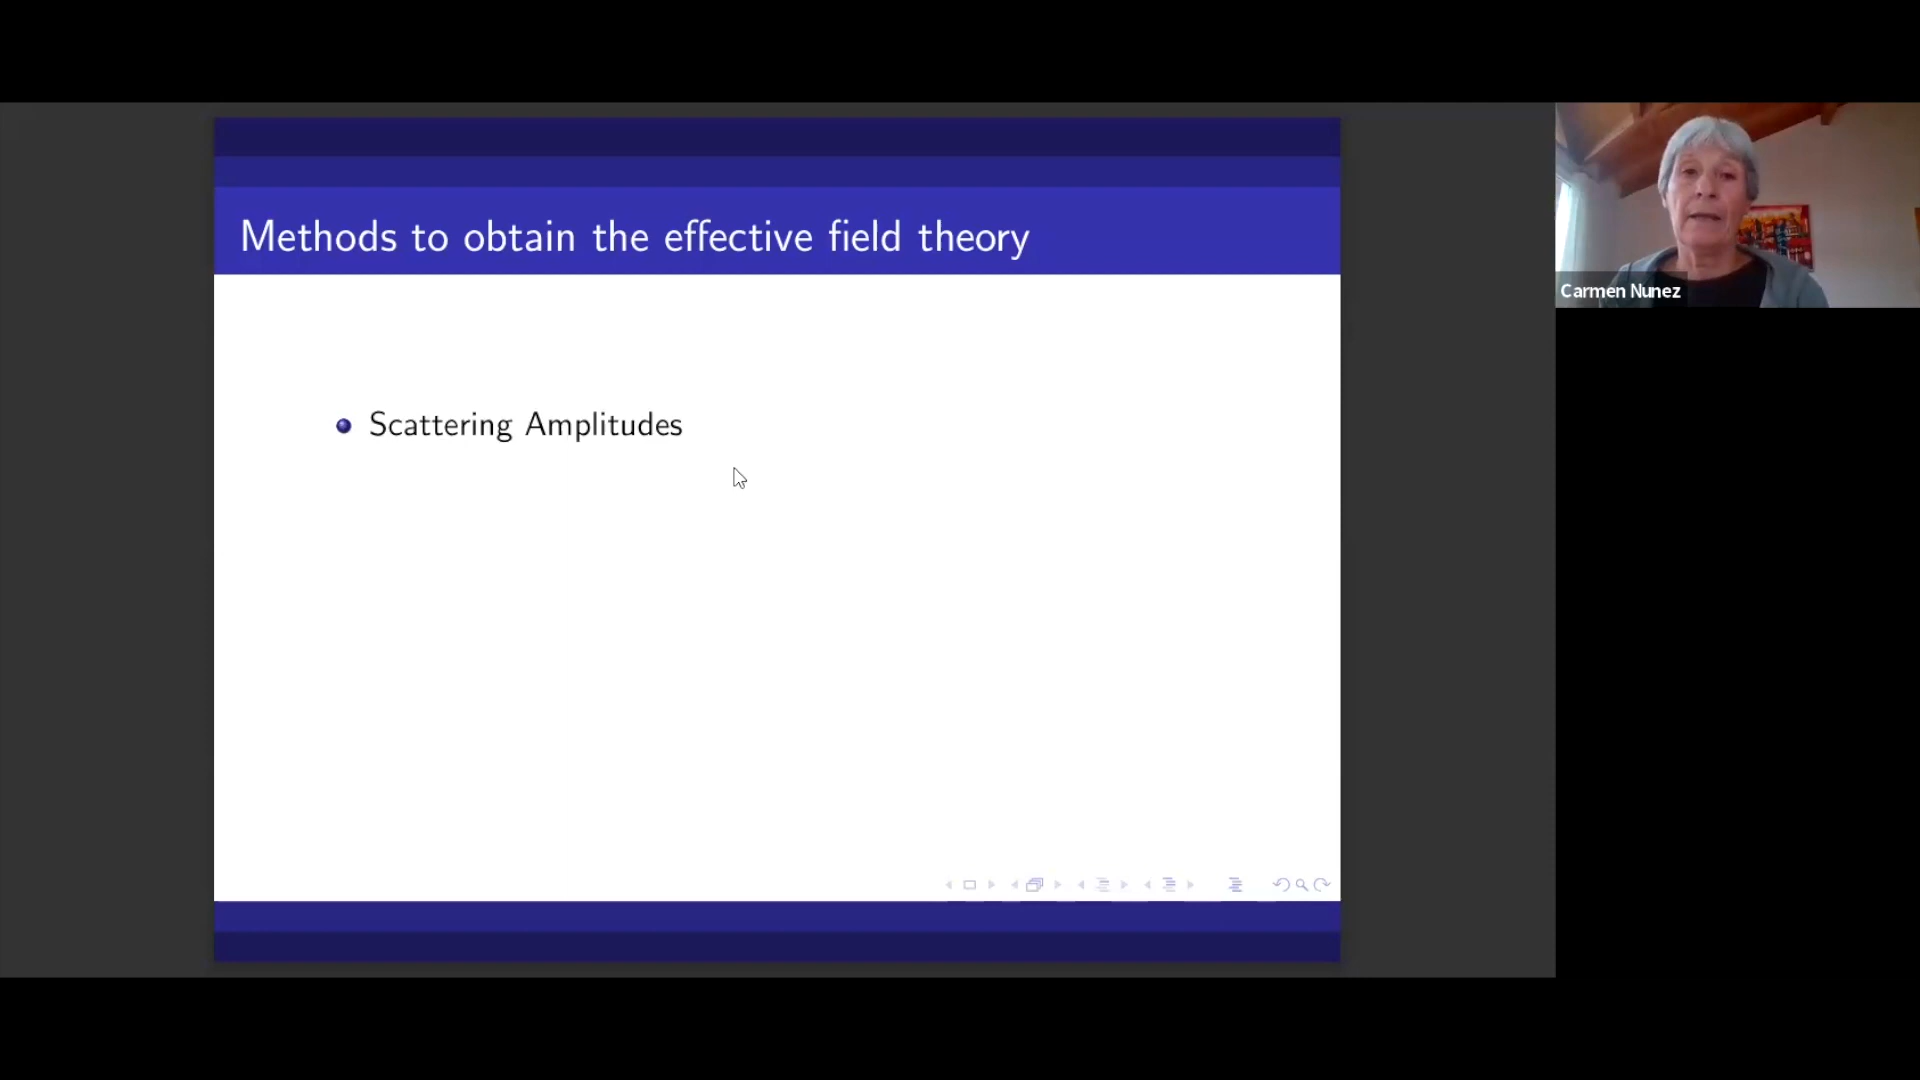 Methods to obtain the effective field theory
Scattering Amplitudes
Carmen Nunez